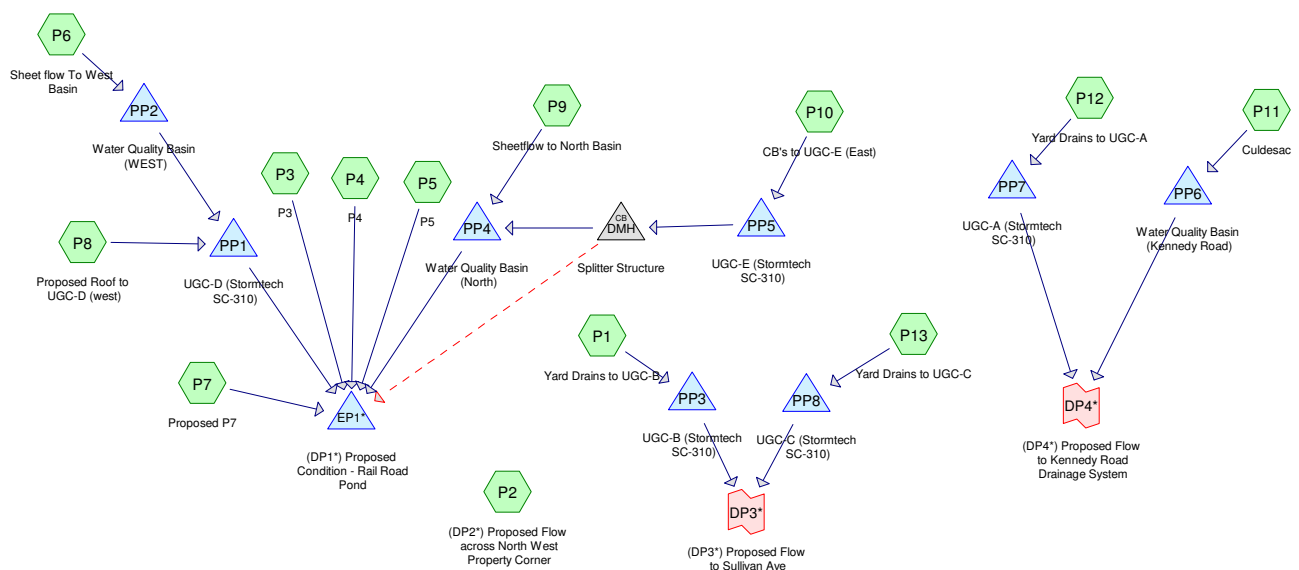 P6
Sheet flow To West
Basin
PP2
Water Quality Basin
(WEST)
P8
Proposed Roof to
UGC-D (west)
PP1
UGC-D (Stormtech
SC-310)
P3
P3
P4
P4
P5
P5
P9
Sheetflow to North Basin
PP4
Water Quality Basin
(North)
CB
DMH
Splitter Structure
P10
CB's to UGC-E (East)
PP5
UGC-E (Stormtech
SC-310)
P12
Yard Drains to UGC-A
PP7
UGC-A (Stormtech
SC-310)
P11
Culdesac
PP6
Water Quality Basin
(Kennedy Road)
P7
Proposed P7
EP1*
(DP1*) Proposed
Condition - Rail Road
Pond
P2
(DP2*) Proposed Flow
across North West
Property Corner
P1
Yard Drains to UGC-B
PP3
UGC-B (Stormtech
SC-310)
P13
Yard Drains to UGC-C
PP8
UGC-C (Stormtech
SC-310)
DP3*
(DP3*) Proposed Flow
to Sullivan Ave
DP4*
(DP4*) Proposed Flow
to Kennedy Road
Drainage System